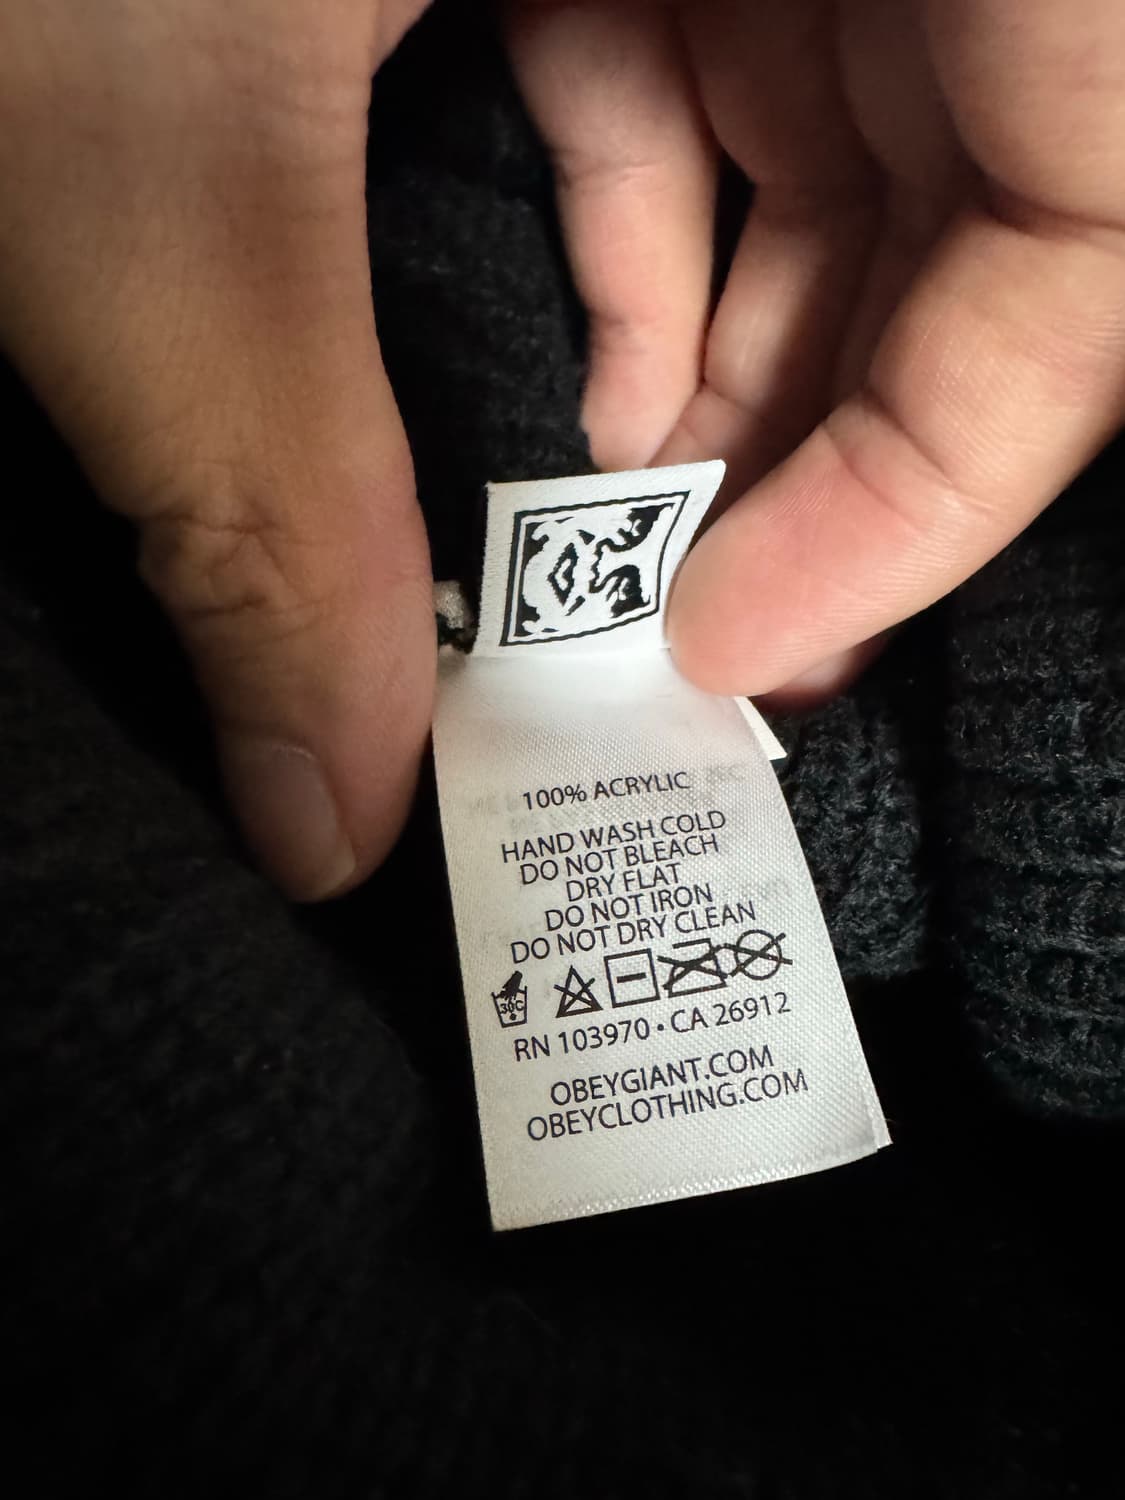 100% ACRYLIC
HAND WASH COLD
DO NOT BLEACH
DRY FLAT
DO NOT IRON
DO NOT DRY CLEAN
30C
RN 103970 • CA 26912
OBEYGIANT.COM
OBEYCLOTHING.COM